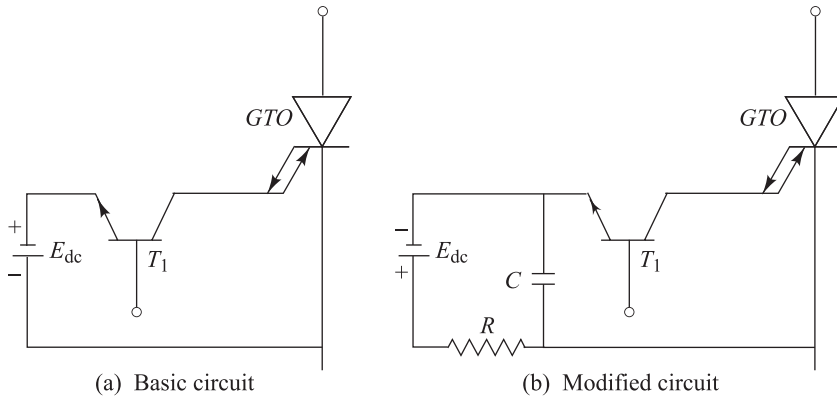 GTO
+
E_dc
−
T_1
(a) Basic circuit
GTO
−
E_dc
+
C
T_1
R
(b) Modified circuit